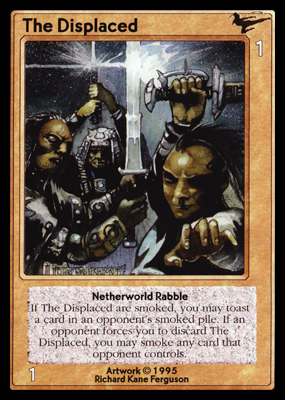 The Displaced
1
Netherworld Rabble
If The Displaced are smoked, you may toast
a card in an opponent's smoked pile. If an
opponent forces you to discard The
Displaced, you may smoke any card that
opponent controls.
1
Artwork © 1995
Richard Kane Ferguson